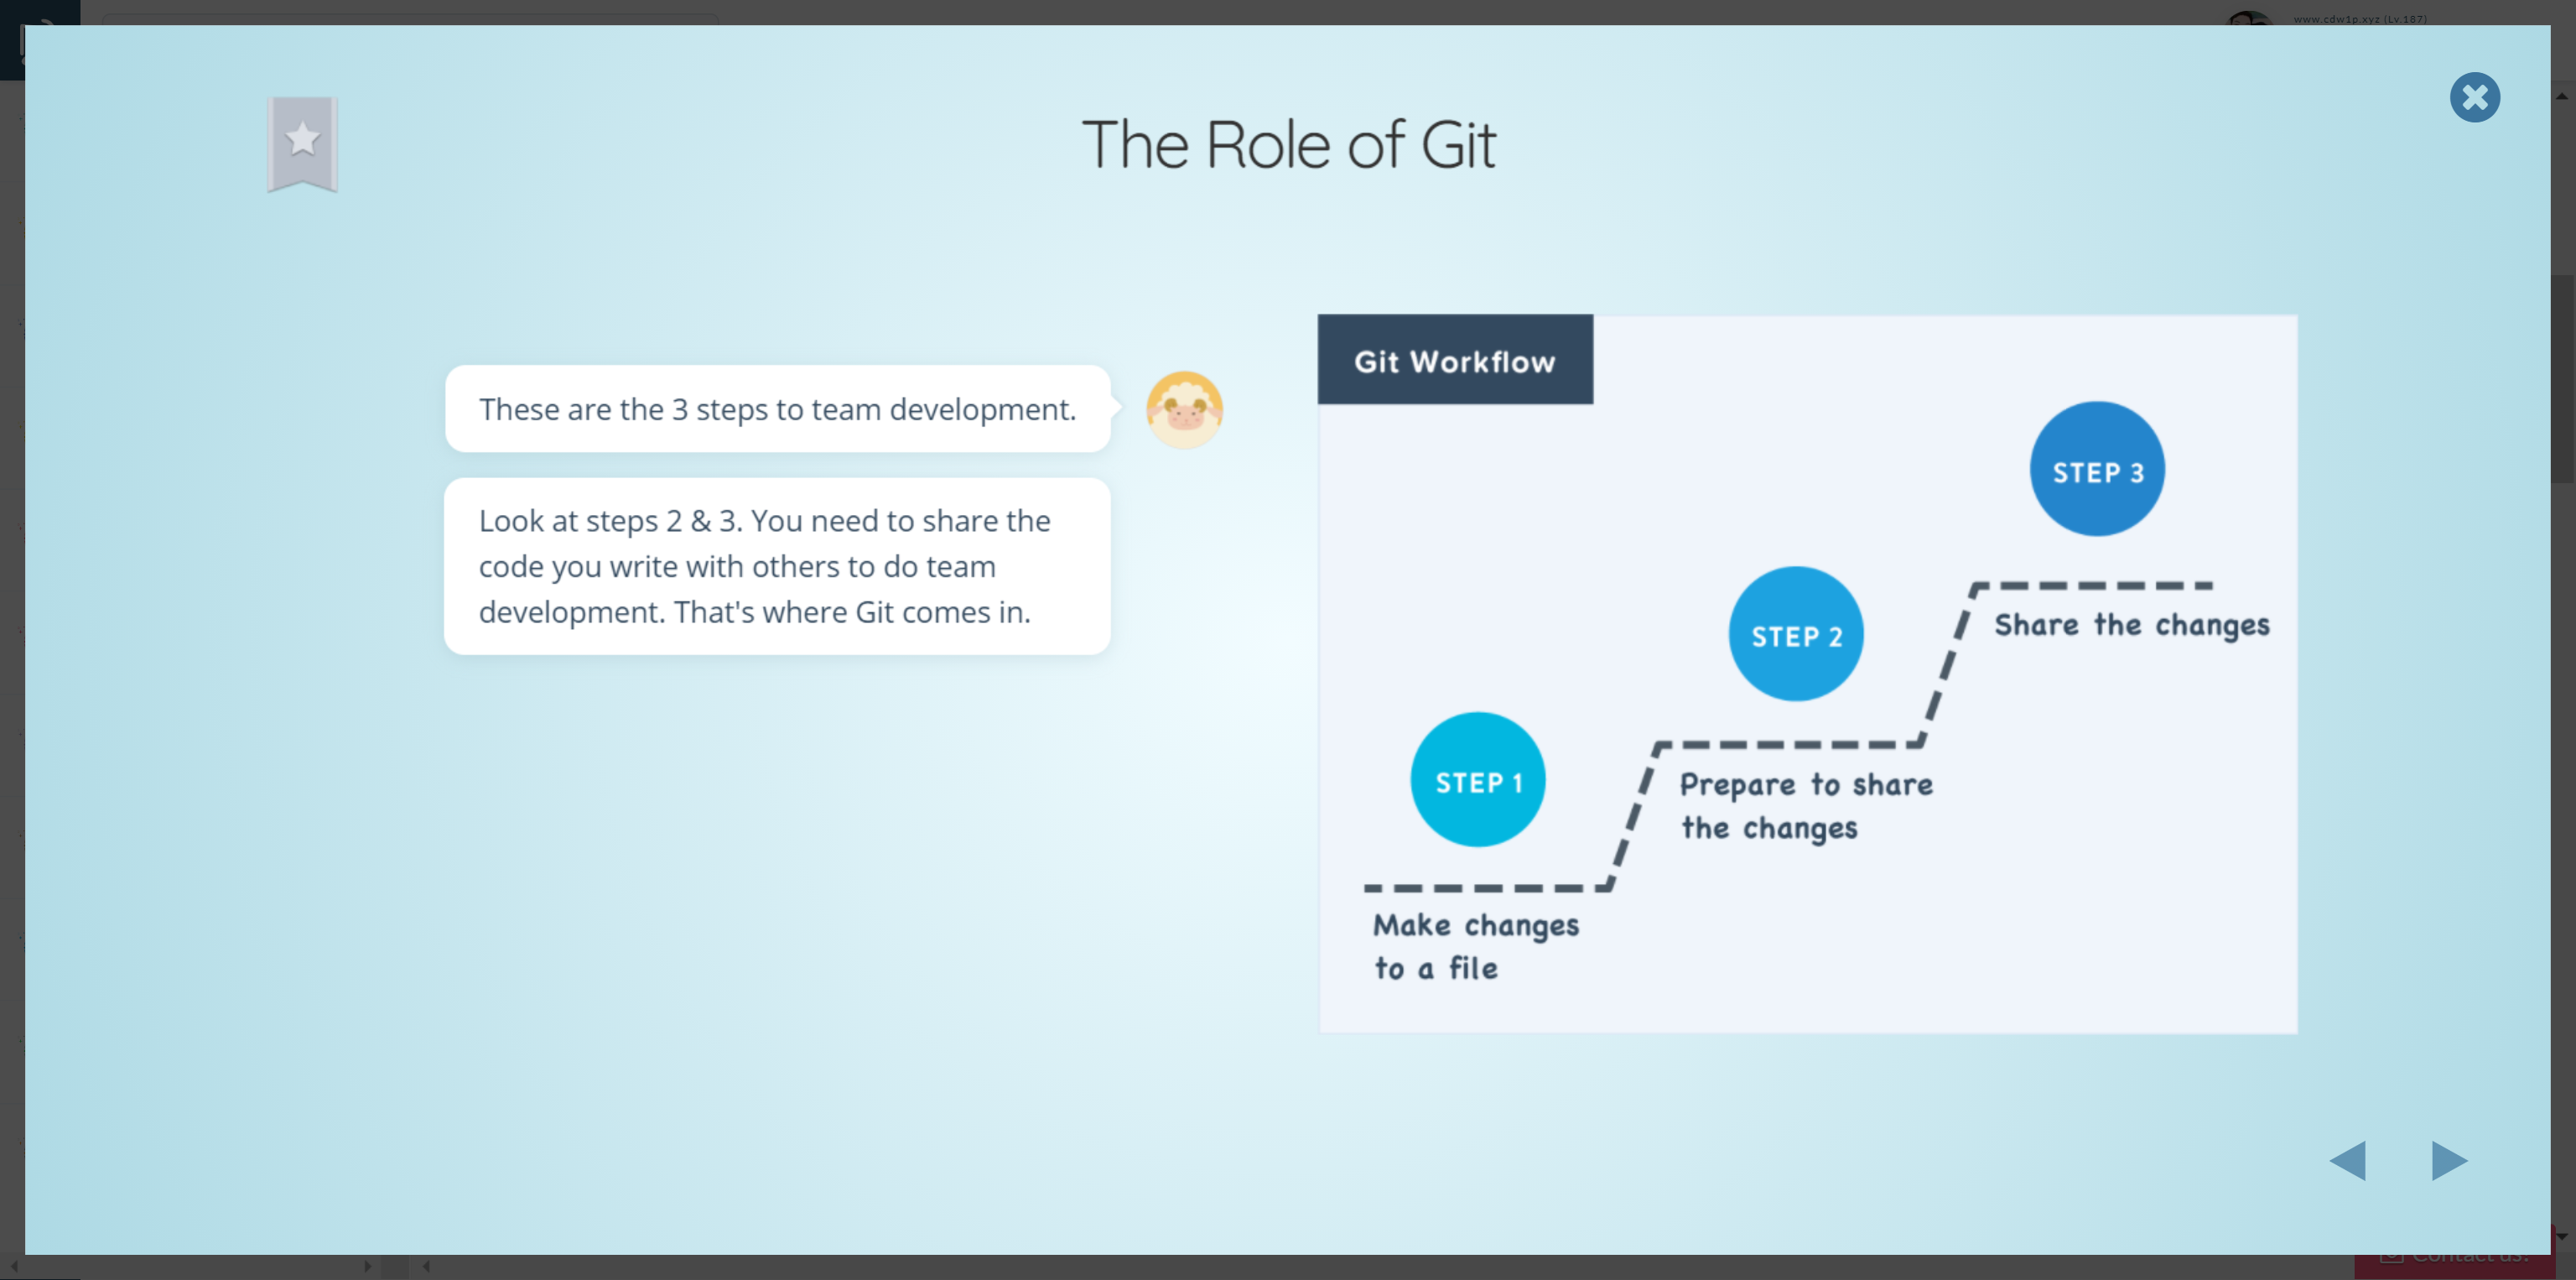 www.cdw1p.xyz (Lv.187)
The Role of Git
These are the 3 steps to team development.
Look at steps 2 & 3. You need to share the
code you write with others to do team
development. That's where Git comes in.
Git Workflow
STEP 3
Share the changes
STEP 2
Prepare to share
the changes
STEP 1
Make changes
to a file
Contact us!